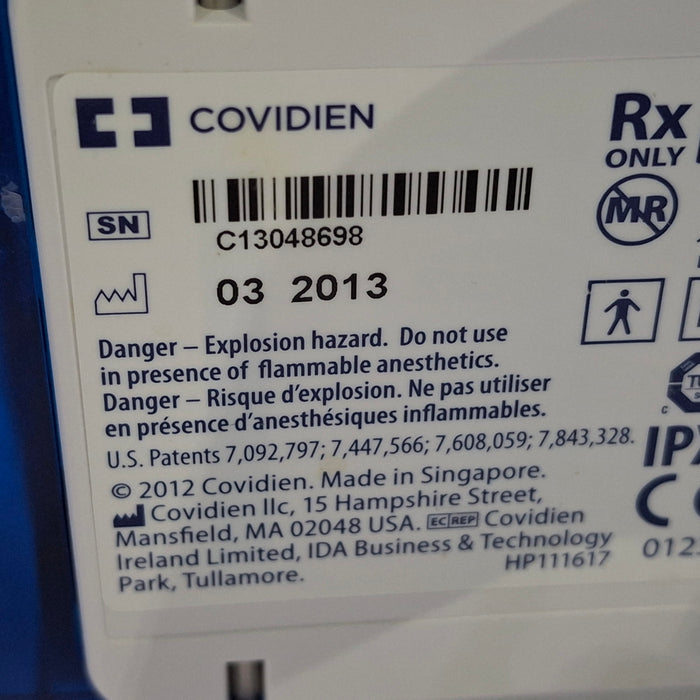 COVIDIEN
Rx
ONLY
SN
C13048698
MR
03 2013
Danger – Explosion hazard. Do not use
in presence of flammable anesthetics.
Danger – Risque d'explosion. Ne pas utiliser
en présence d'anesthésiques inflammables.
U.S. Patents 7,092,797; 7,447,566; 7,608,059; 7,843,328.
© 2012 Covidien. Made in Singapore.
Covidien llc, 15 Hampshire Street,
Mansfield, MA 02048 USA. EC REP Covidien
Ireland Limited, IDA Business & Technology
Park, Tullamore.
HP111617
C
IPX
012